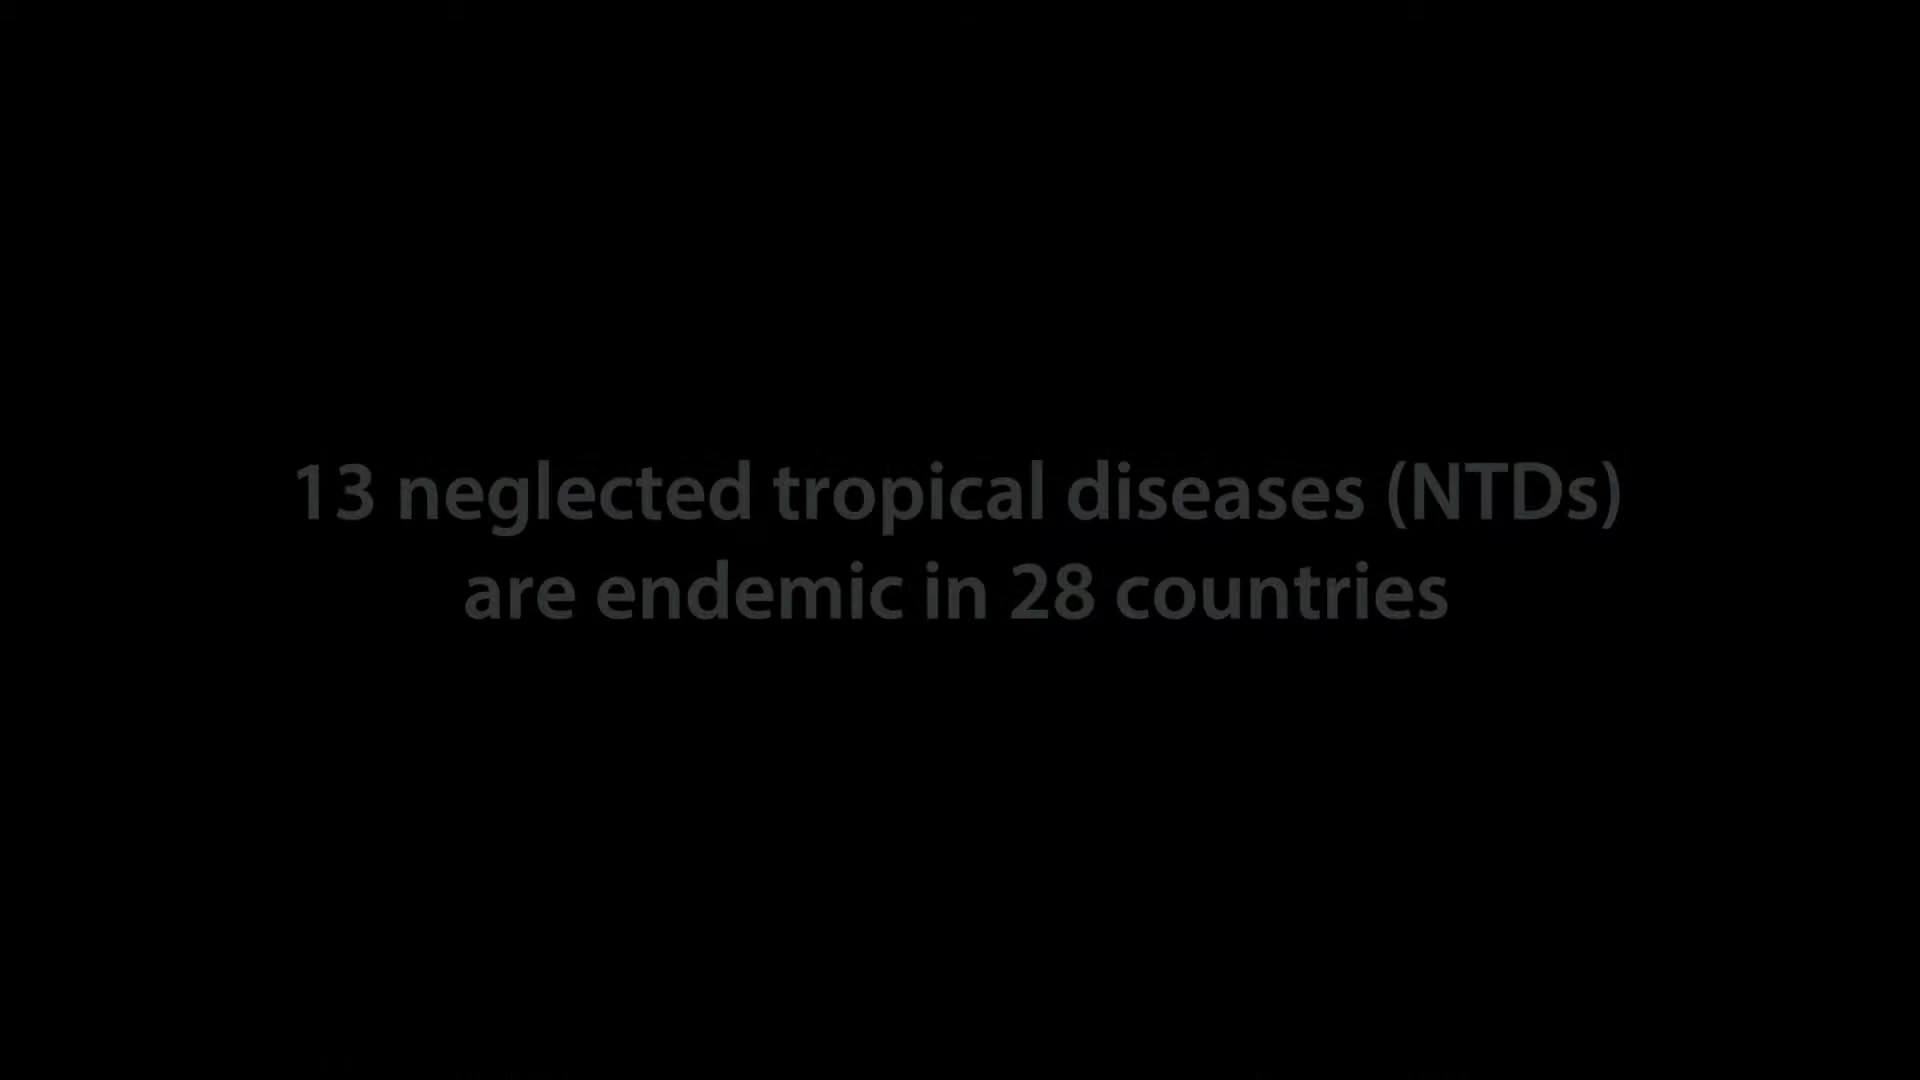 13 neglected tropical diseases (NTDs)
are endemic in 28 countries